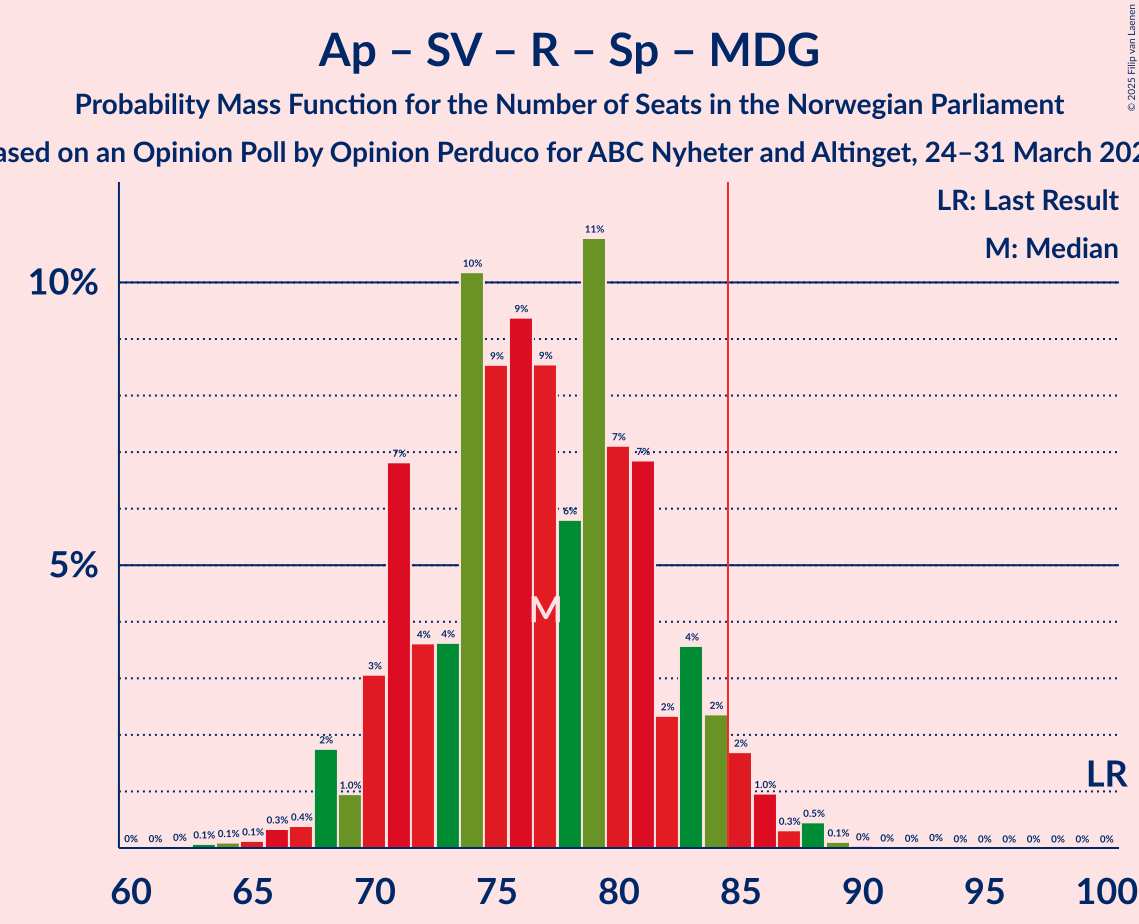 Ap – SV – R – Sp – MDG
Probability Mass Function for the Number of Seats in the Norwegian Parliament
on an Opinion Poll by Opinion Perduco for ABC Nyheter and Altinget, 24–31 March
© 2025 Filip van Laenen
LR: Last Result
M: Median
10%
5%
0% 0% 0% 0.1% 0.1% 0.1% 0.3% 0.4% 2% 1.0% 3% 7% 4% 4% 10% 9% 9% 9% 6% 11% 7% 7% 2% 4% 2% 2% 1.0% 0.3% 0.5% 0.1% 0% 0% 0% 0% 0% 0% 0% 0% 0% 0% 0%
M
LR
60 65 70 75 80 85 90 95 100